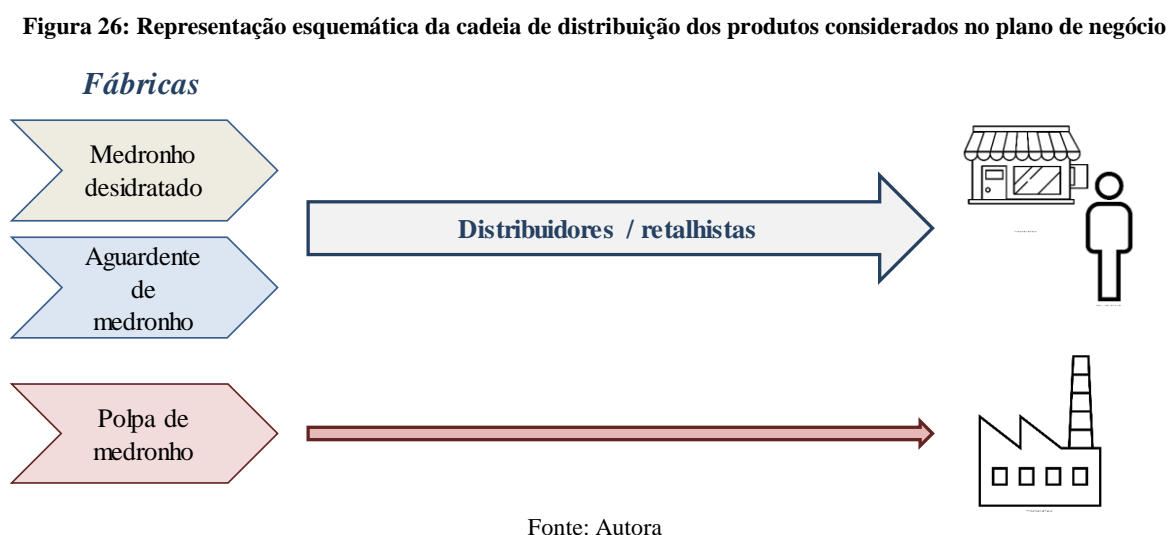 Figura 26: Representação esquemática da cadeia de distribuição dos produtos considerados no plano de negócio
Fábricas
Medronho
desidratado
Aguardente
de
medronho
Distribuidores / retalhistas
Polpa de
medronho
Fonte: Autora